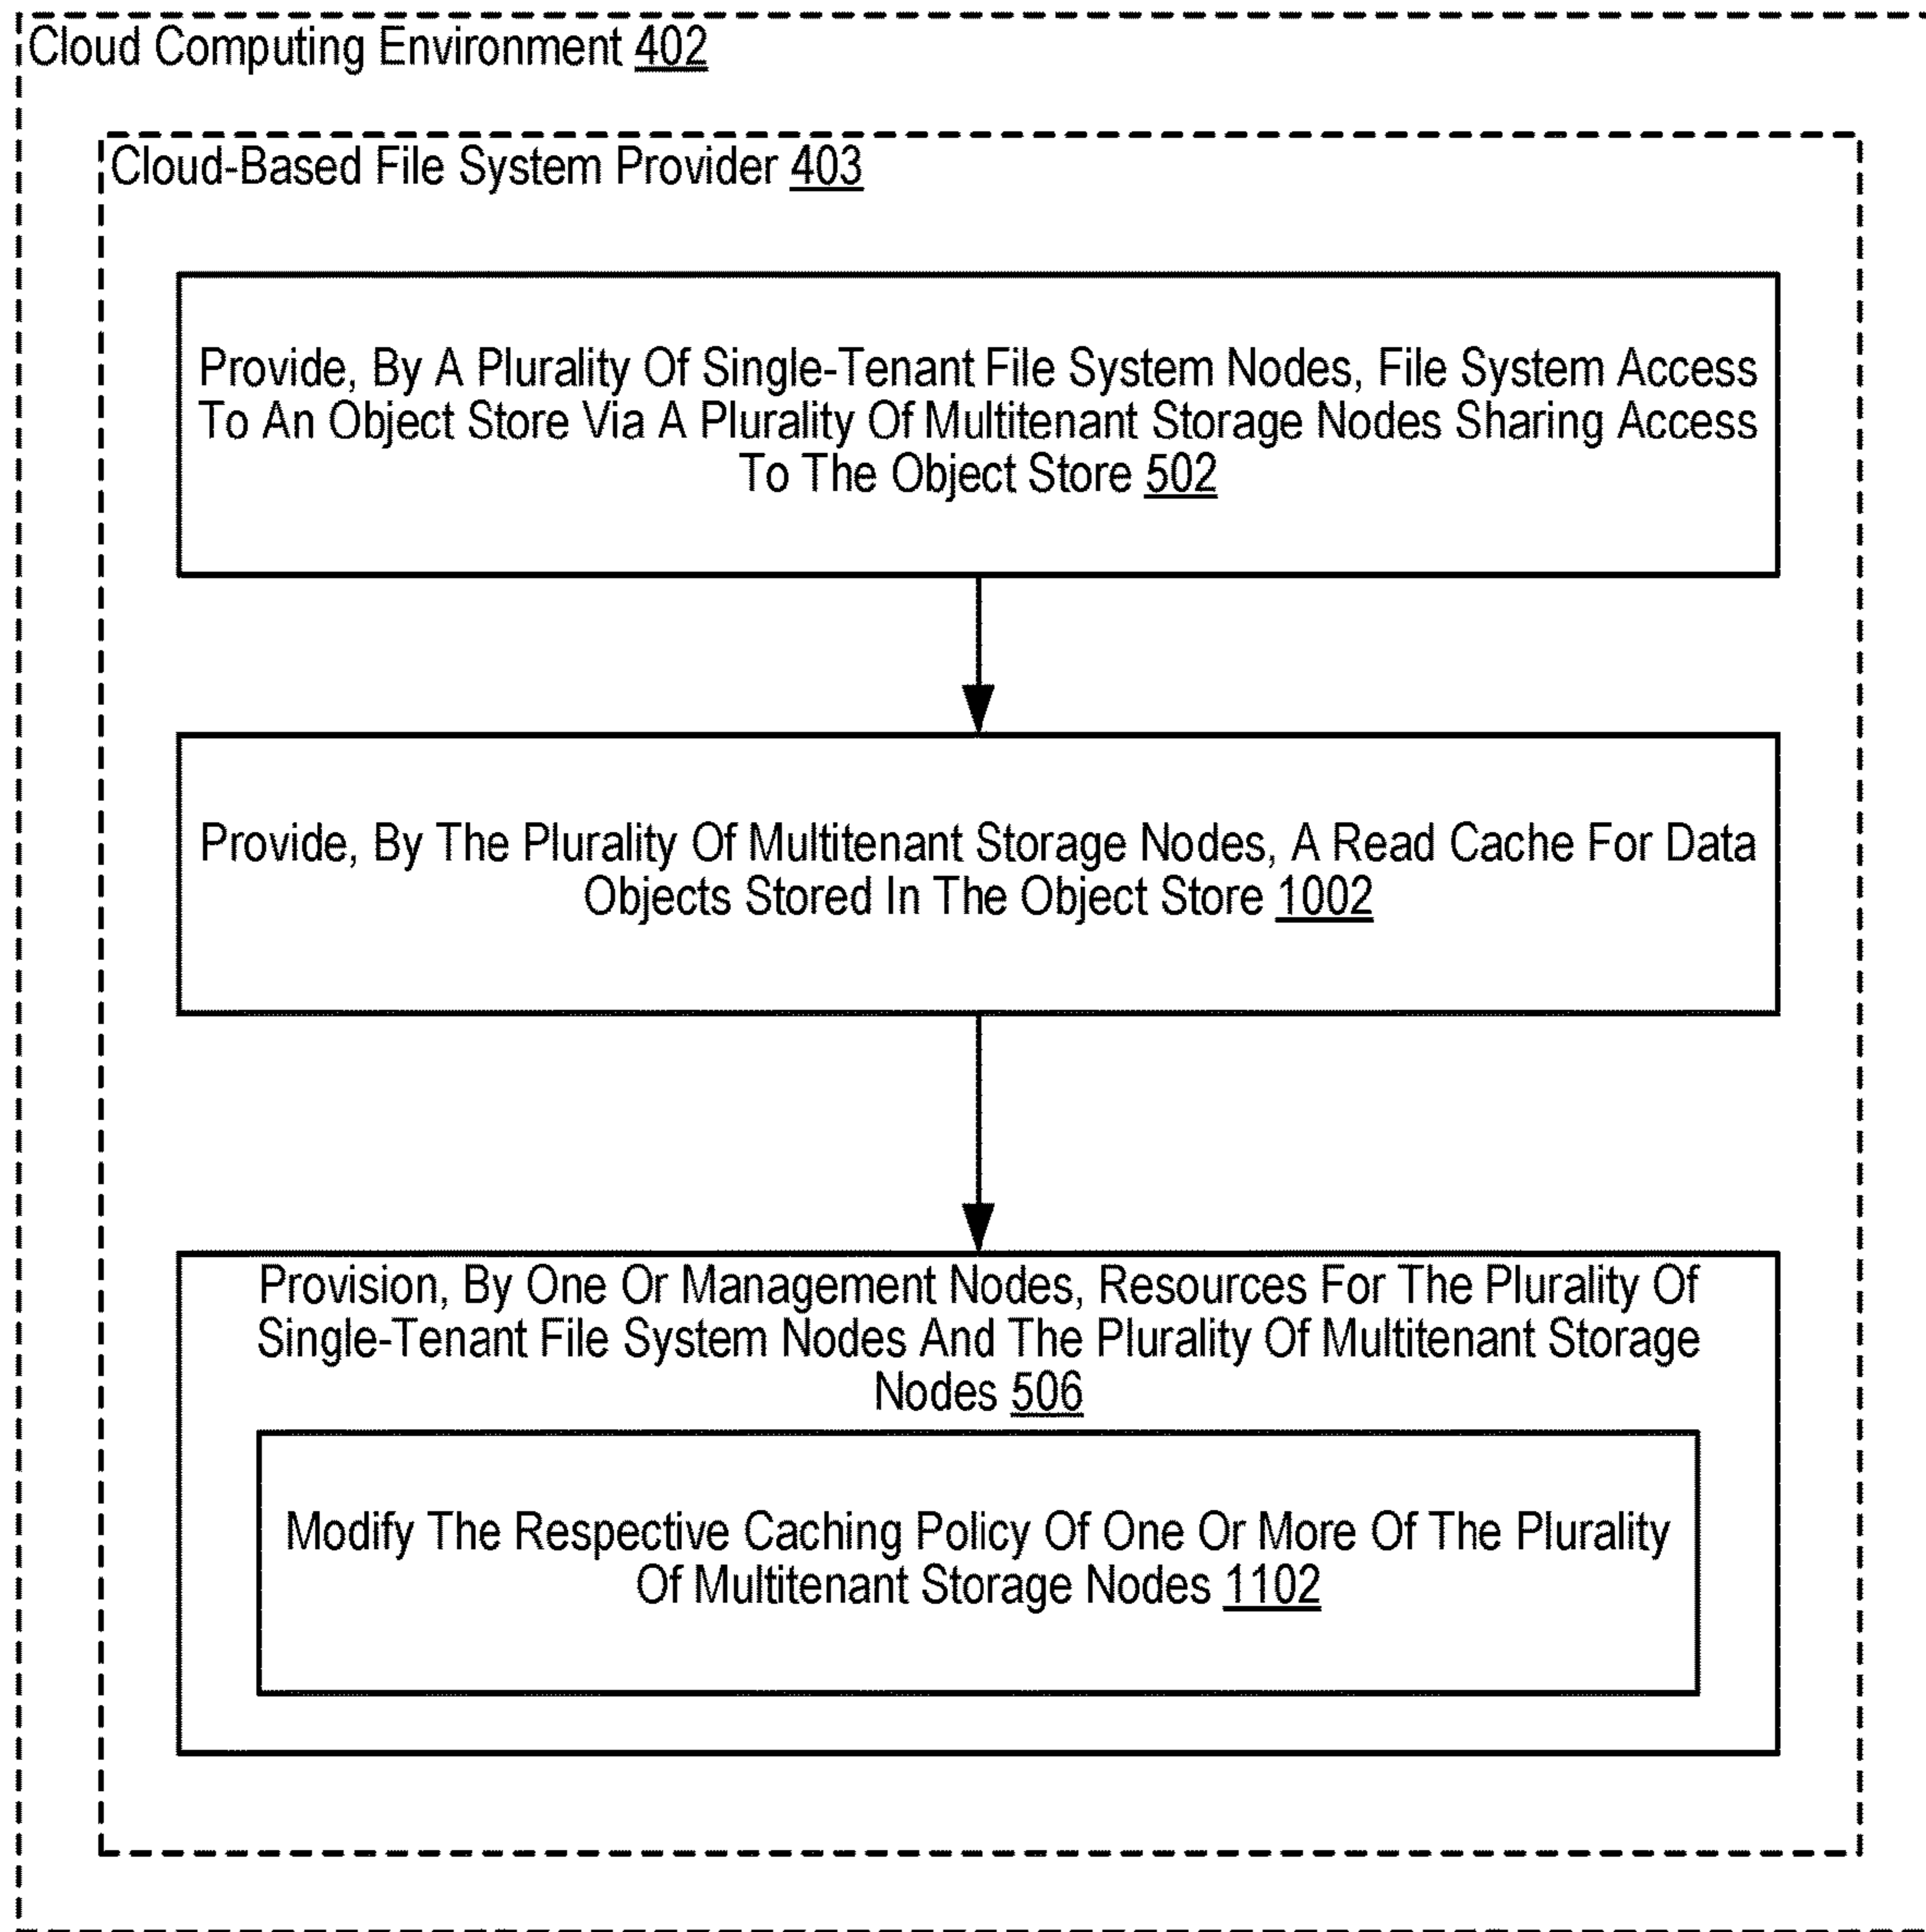 Cloud Computing Environment 402
Cloud-Based File System Provider 403
Provide, By A Plurality Of Single-Tenant File System Nodes, File System Access
To An Object Store Via A Plurality Of Multitenant Storage Nodes Sharing Access
To The Object Store 502
Provide, By The Plurality Of Multitenant Storage Nodes, A Read Cache For Data
Objects Stored In The Object Store 1002
Provision, By One Or Management Nodes, Resources For The Plurality Of
Single-Tenant File System Nodes And The Plurality Of Multitenant Storage
Nodes 506
Modify The Respective Caching Policy Of One Or More Of The Plurality
Of Multitenant Storage Nodes 1102